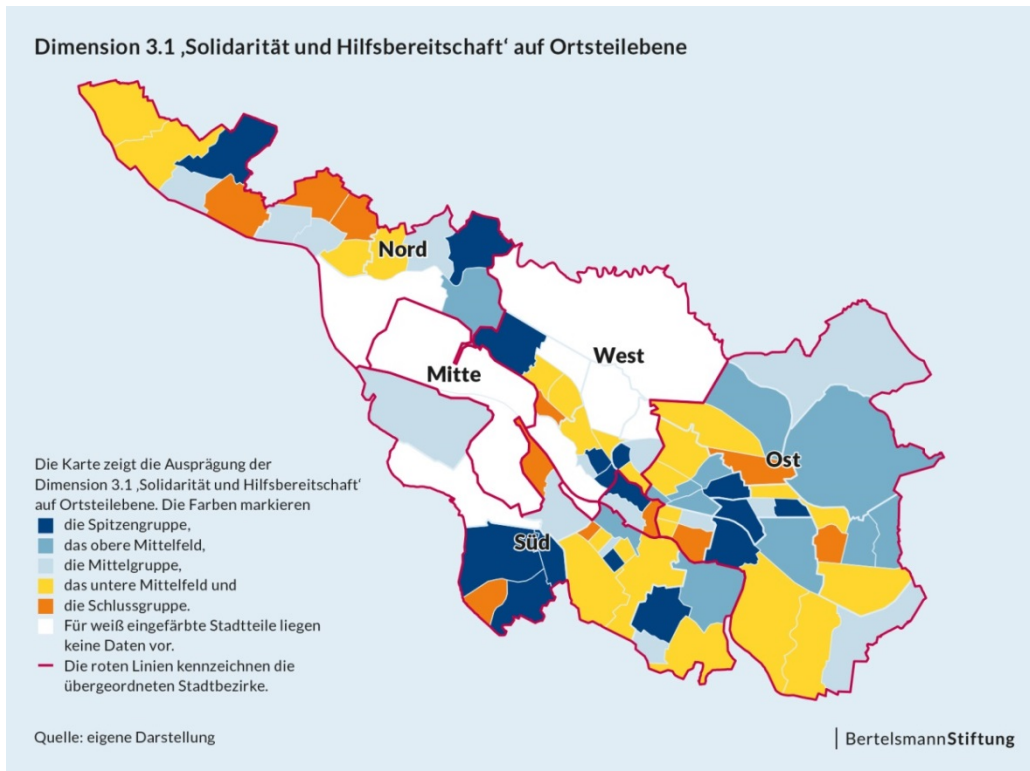 Dimension 3.1 ‚Solidarität und Hilfsbereitschaft‘ auf Ortsteilebene
Nord
West
Mitte
Ost
Süd
Die Karte zeigt die Ausprägung der
Dimension 3.1 ‚Solidarität und Hilfsbereitschaft‘
auf Ortsteilebene. Die Farben markieren
die Spitzengruppe,
das obere Mittelfeld,
die Mittelgruppe,
das untere Mittelfeld und
die Schlussgruppe.
Für weiß eingefärbte Stadtteile liegen
keine Daten vor.
Die roten Linien kennzeichnen die
übergeordneten Stadtbezirke.
Quelle: eigene Darstellung
BertelsmannStiftung